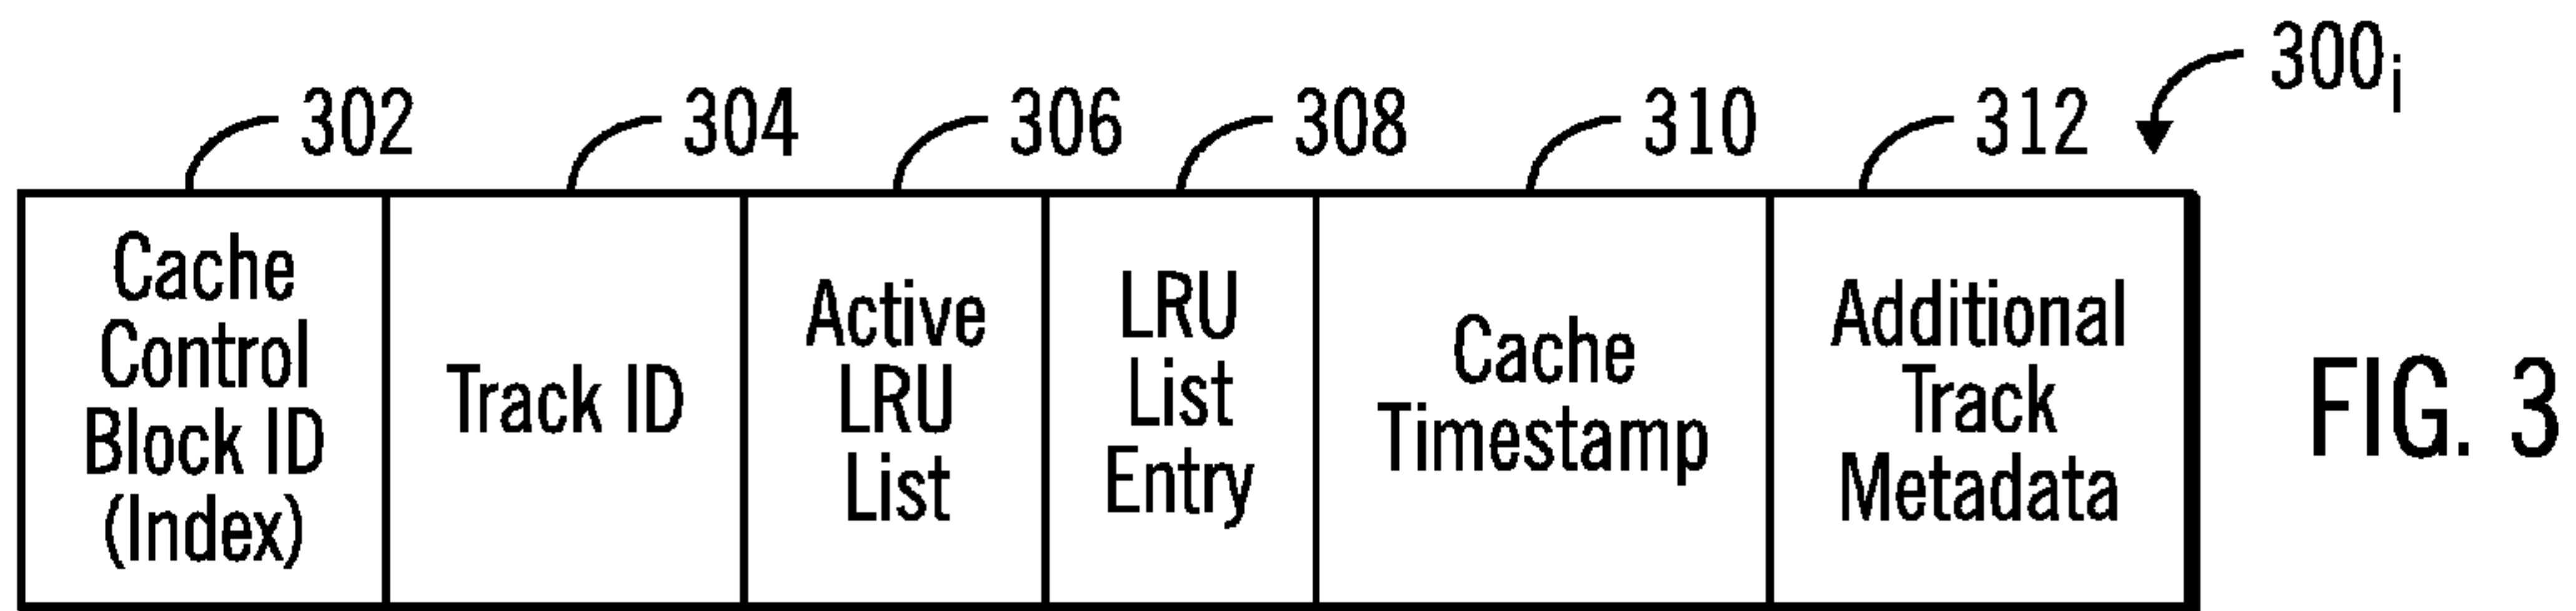 300i
302
304
306
308
310
312
Cache
Control
Block ID
(Index)
Track ID
Active
LRU
List
LRU
List
Entry
Cache
Timestamp
Additional
Track
Metadata
FIG. 3